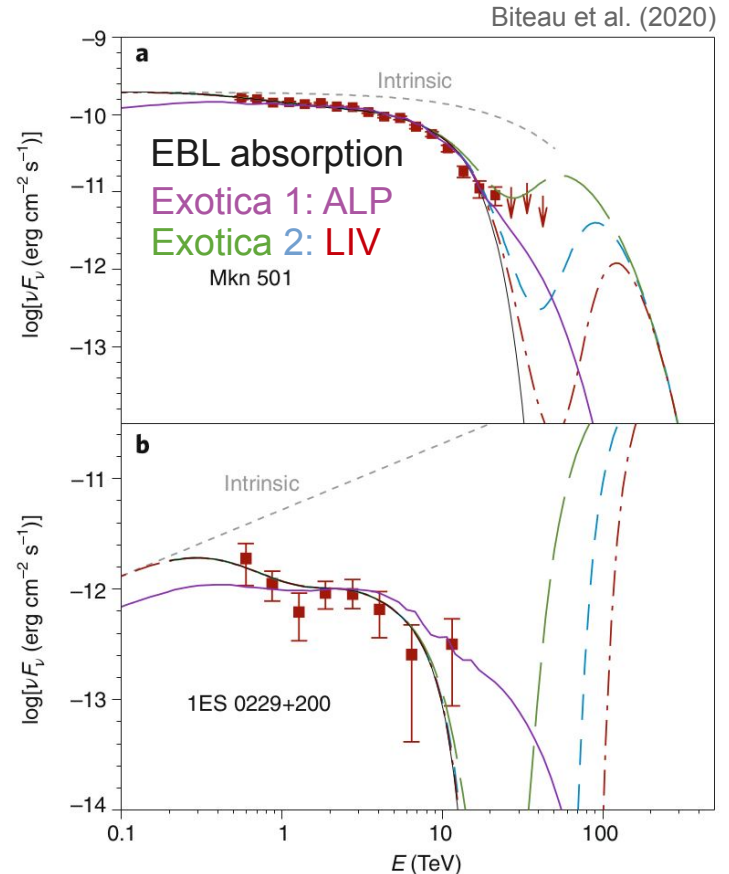 Biteau et al. (2020)
−9
a
Intrinsic
−10
EBL absorption
−11
Exotica 1: ALP
Exotica 2: LIV
−12
Mkn 501
−13
log[νFν (erg cm−2 s−1)]
b
−11
Intrinsic
−12
−13
1ES 0229+200
−14
log[νFν (erg cm−2 s−1)]
0.1 1 10 100
E (TeV)